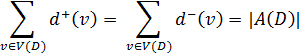 ∑_{v∈V(D)} d⁺(v) = ∑_{v∈V(D)} d⁻(v) = |A(D)|